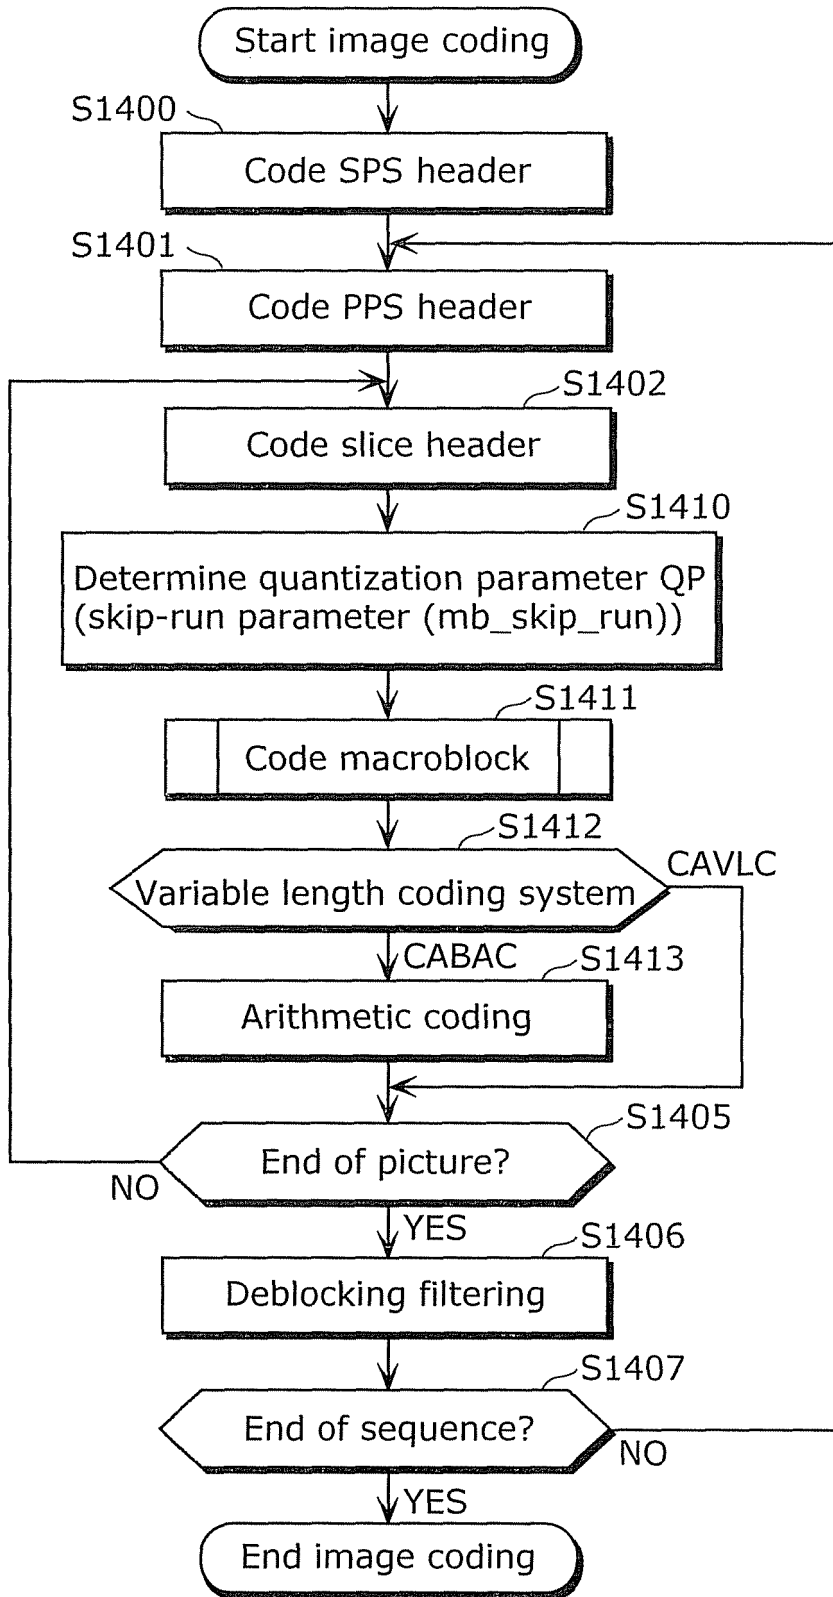 Start image coding
S1400
Code SPS header
S1401
Code PPS header
S1402
Code slice header
S1410
Determine quantization parameter QP
(skip-run parameter (mb_skip_run))
S1411
Code macroblock
S1412
CAVLC
Variable length coding system
CABAC
S1413
Arithmetic coding
S1405
End of picture?
NO
YES
S1406
Deblocking filtering
S1407
End of sequence?
NO
YES
End image coding